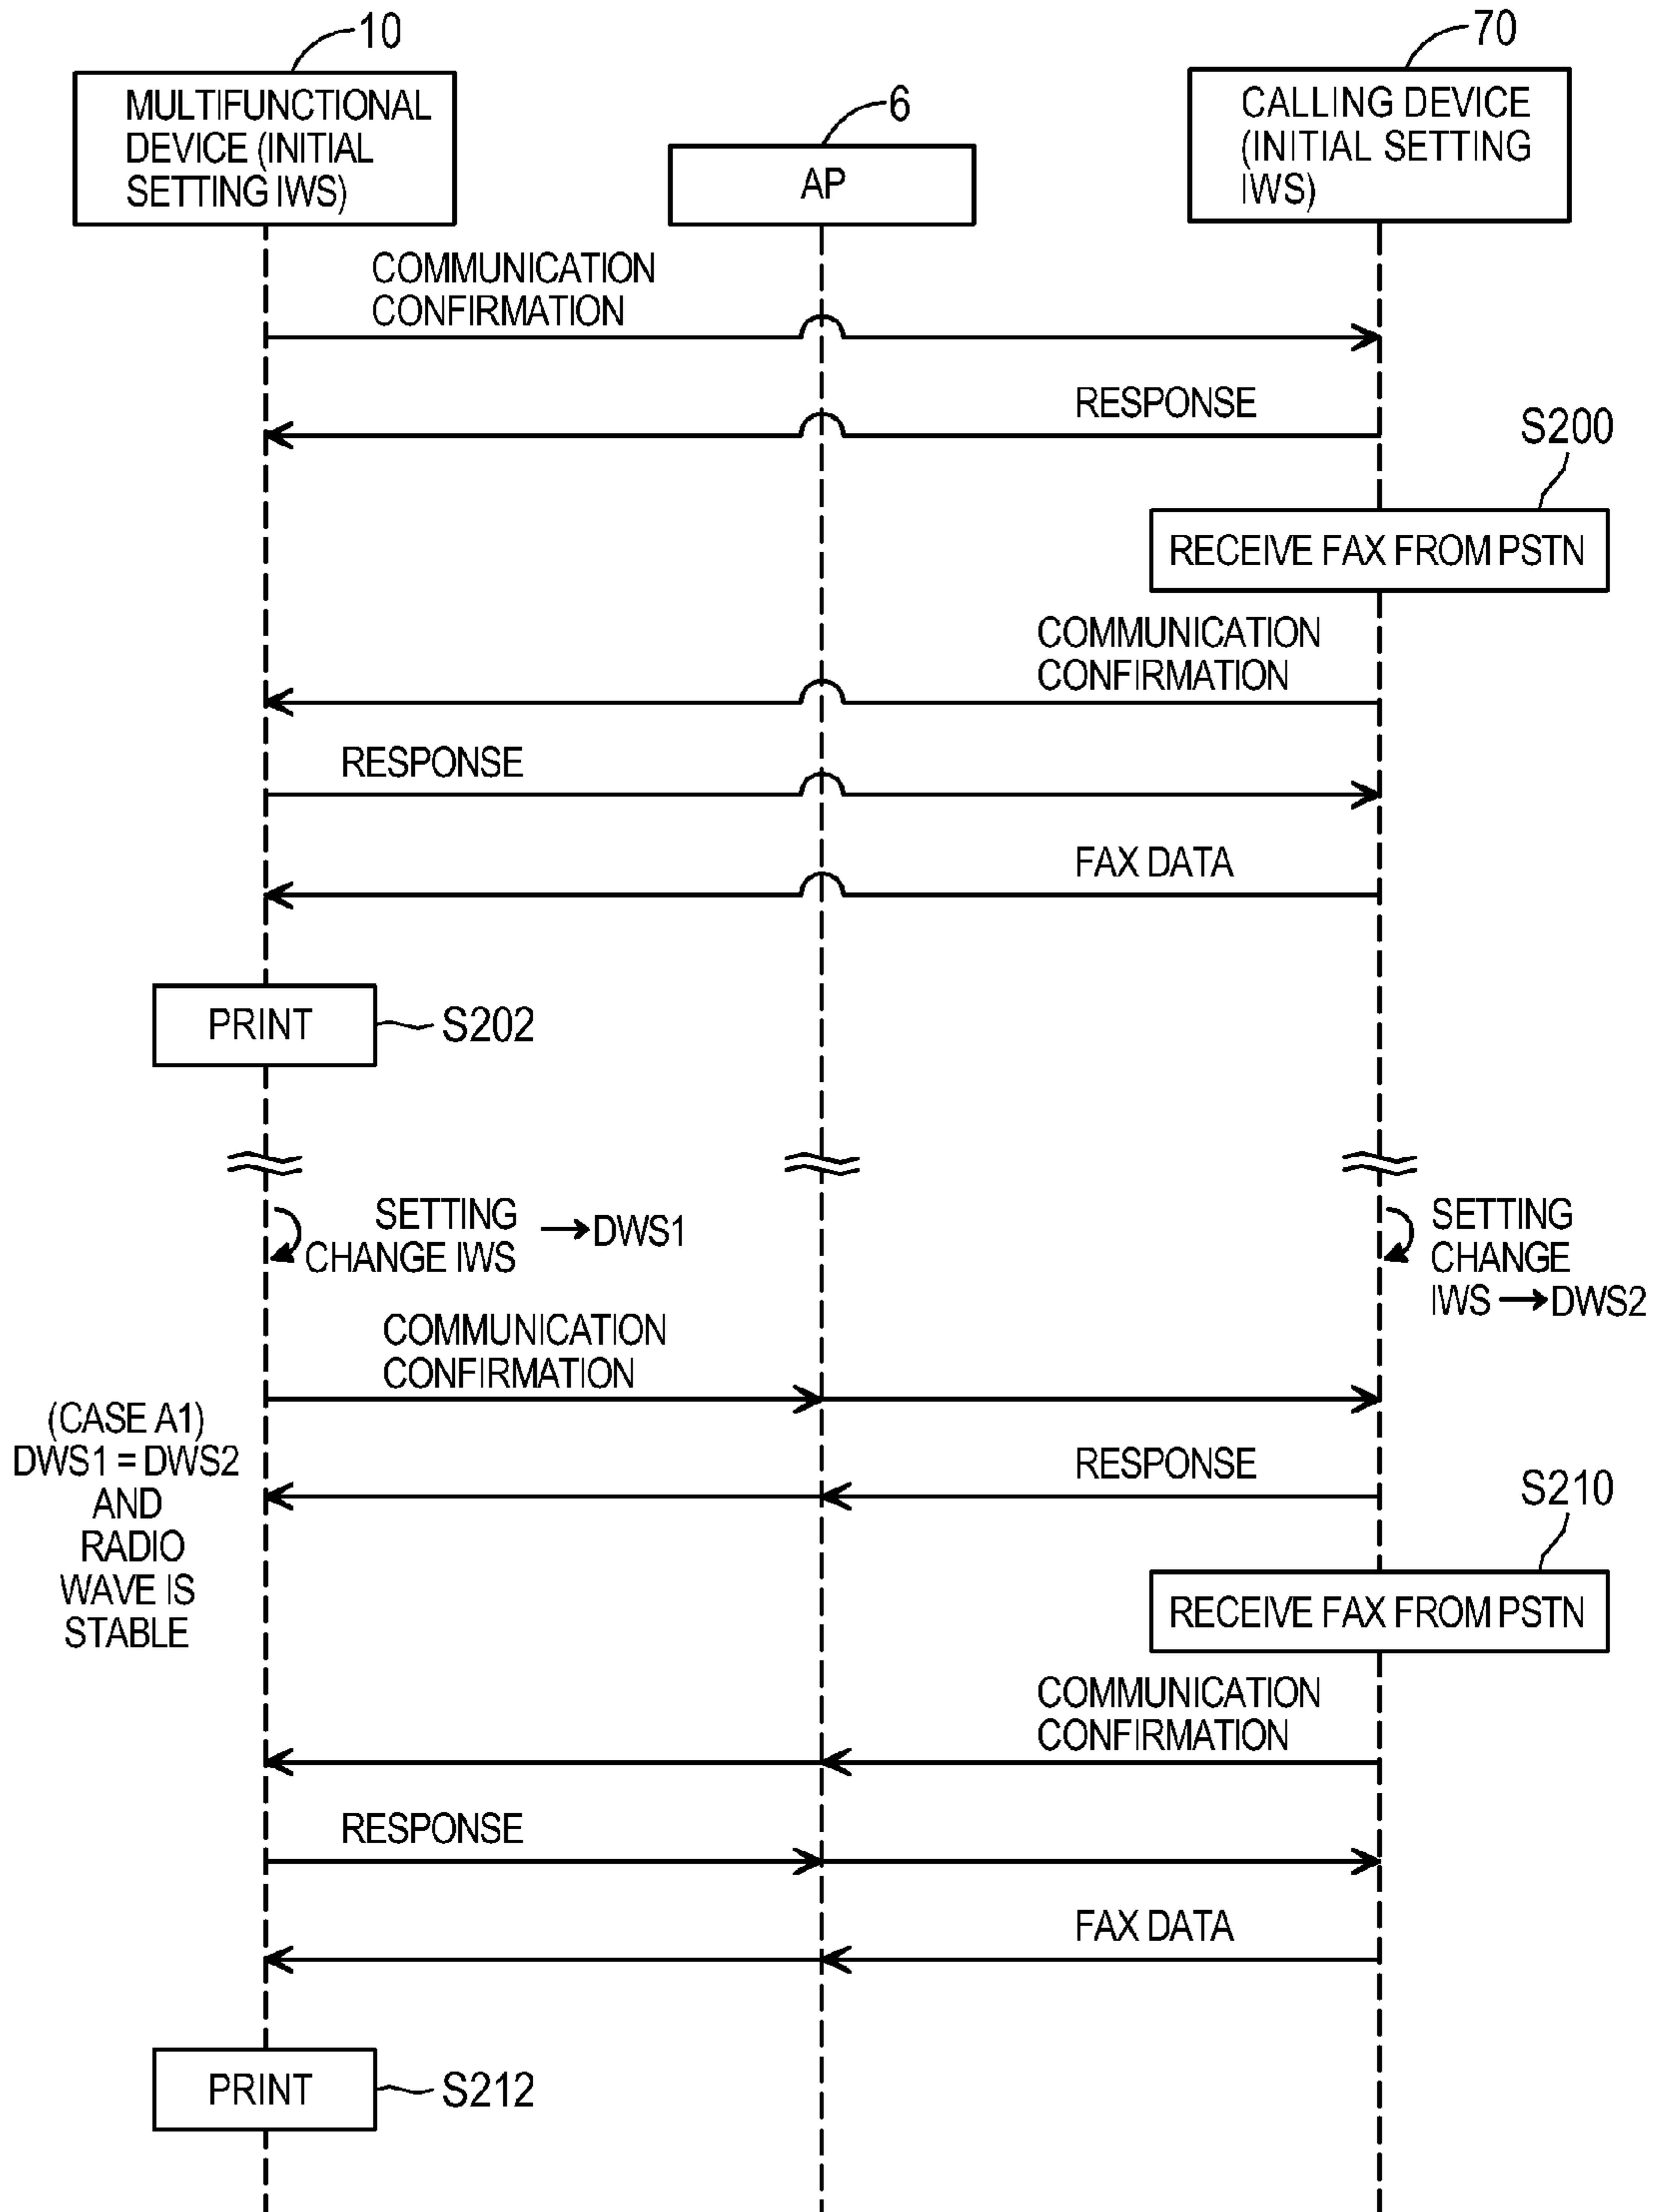 10
70
6
MULTIFUNCTIONAL
DEVICE (INITIAL
SETTING IWS)
AP
CALLING DEVICE
(INITIAL SETTING
IWS)
COMMUNICATION
CONFIRMATION
RESPONSE
S200
RECEIVE FAX FROM PSTN
COMMUNICATION
CONFIRMATION
RESPONSE
FAX DATA
PRINT
S202
SETTING
CHANGE IWS → DWS1
SETTING
CHANGE
IWS → DWS2
COMMUNICATION
CONFIRMATION
(CASE A1)
DWS1 = DWS2
AND
RADIO
WAVE IS
STABLE
RESPONSE
S210
RECEIVE FAX FROM PSTN
COMMUNICATION
CONFIRMATION
RESPONSE
FAX DATA
PRINT
S212